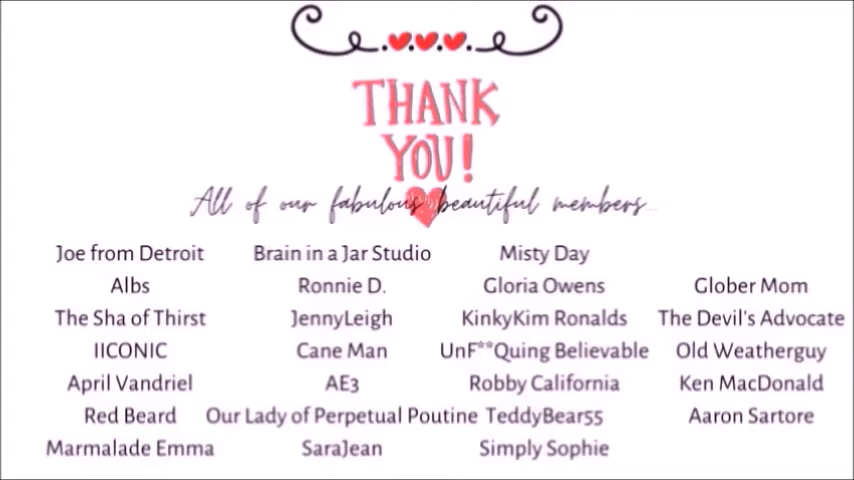 THANK
YOU!
All of our fabulous beautiful members...
Joe from Detroit Brain in a Jar Studio Misty Day
Albs Ronnie D. Gloria Owens Glober Mom
The Sha of Thirst JennyLeigh KinkyKim Ronalds The Devil's Advocate
IICONIC Cane Man UnF**Quing Believable Old Weatherguy
April Vandriel AE3 Robby California Ken MacDonald
Red Beard Our Lady of Perpetual Poutine TeddyBear55 Aaron Sartore
Marmalade Emma SaraJean Simply Sophie